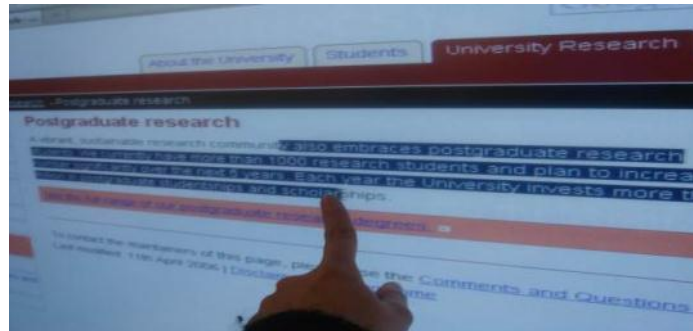 About the University Students University Research
Postgraduate research
Postgraduate research
A vibrant, sustainable research community also embraces postgraduate research
We currently have more than 1000 research students and plan to increa
significantly over the next 5 years. Each year the University invests more t
postgraduate studentships and scholarships.
See the full range of our postgraduate research degrees.
To contact the maintainers of this page, please use the Comments and Questions
Last modified: 11th April 2006 |